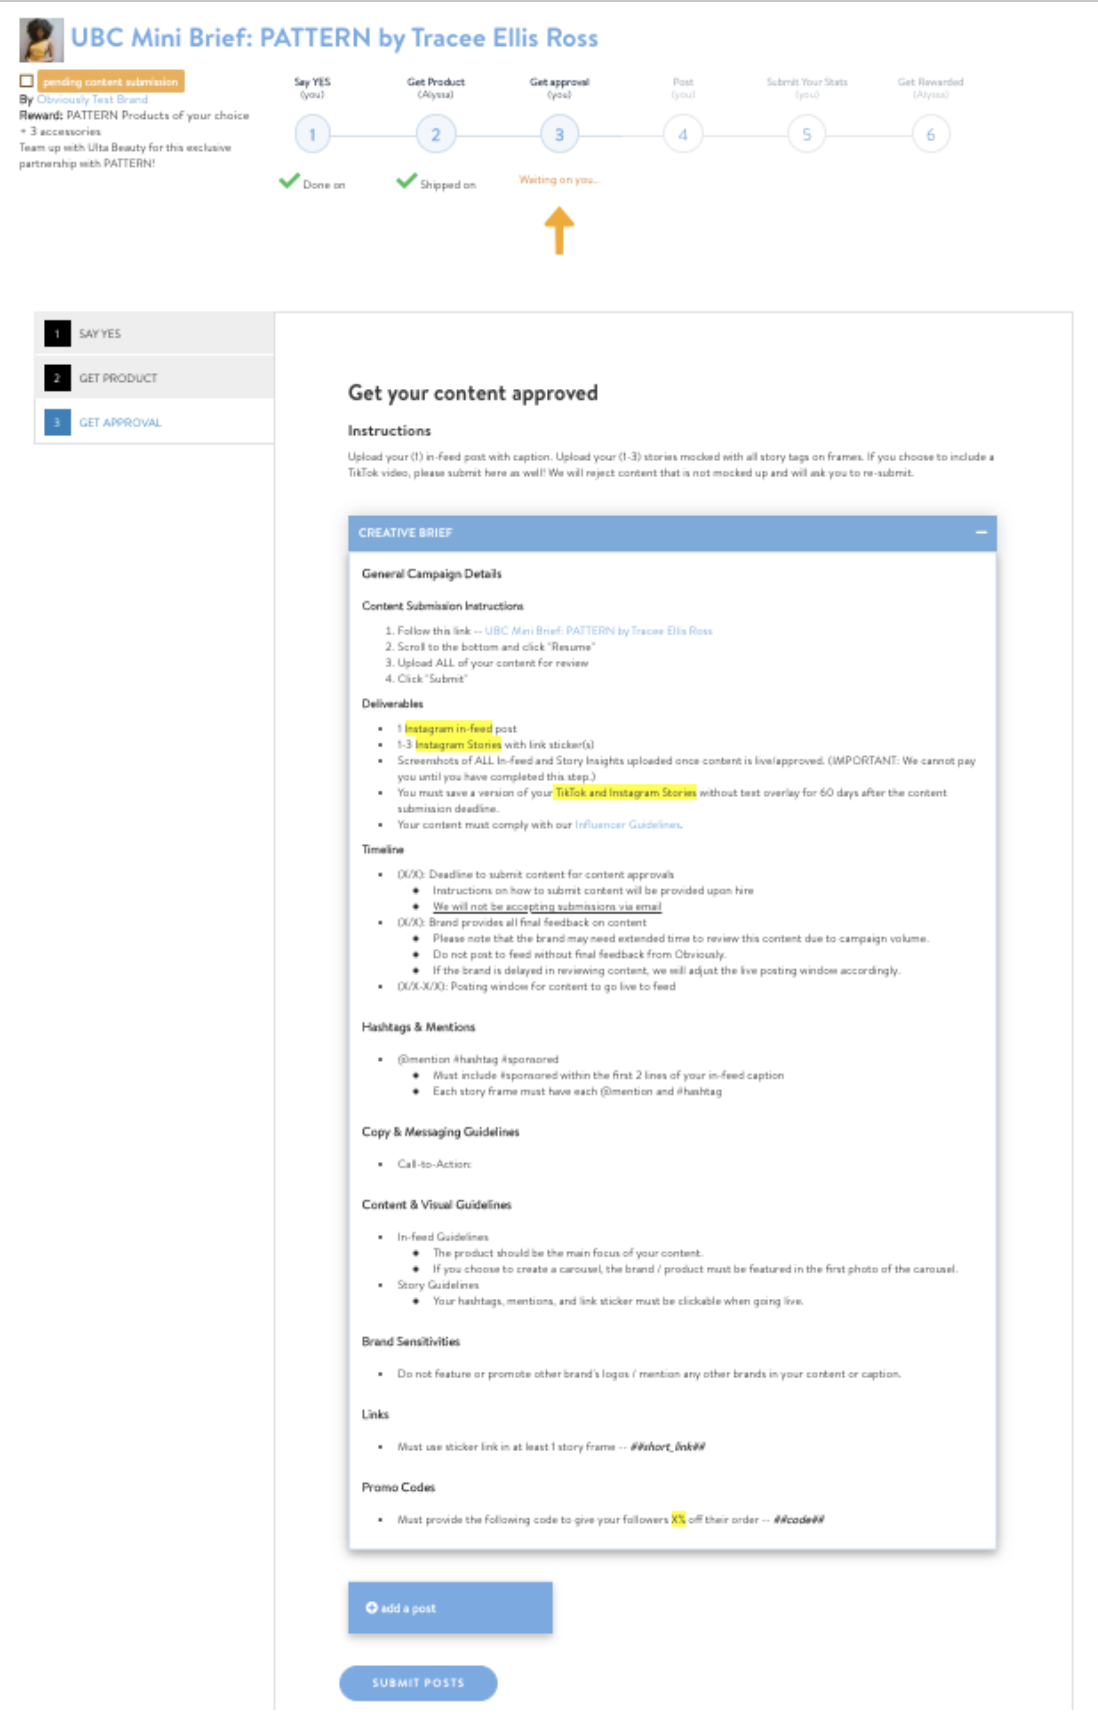 UBC Mini Brief: PATTERN by Tracee Ellis Ross
pending content submission
By Obviously Test Brand
Reward: PATTERN Products of your choice
+ 3 accessories
Team up with Ulta Beauty for this exclusive
partnership with PATTERN!
Say YES
(you)
1
Done on
Get Product
(Alyssa)
2
Shipped on
Get approval
(you)
3
Waiting on you...
Post
(you)
4
Submit Your Stats
(you)
5
Get Rewarded
(Alyssa)
6
1 SAY YES
2 GET PRODUCT
3 GET APPROVAL
Get your content approved
Instructions
Upload your (1) in-feed post with caption. Upload your (1-3) stories mocked with all story tags on frames. If you choose to include a
TikTok video, please submit here as well! We will reject content that is not mocked up and will ask you to re-submit.
CREATIVE BRIEF
General Campaign Details
Content Submission Instructions
1. Follow this link -- UBC Mini Brief: PATTERN by Tracee Ellis Ross
2. Scroll to the bottom and click "Resume"
3. Upload ALL of your content for review
4. Click "Submit"
Deliverables
1 Instagram in-feed post
1-3 Instagram Stories with link sticker(s)
Screenshots of ALL In-feed and Story Insights uploaded once content is live/approved. (IMPORTANT: We cannot pay
you until you have completed this step.)
You must save a version of your TikTok and Instagram Stories without text overlay for 60 days after the content
submission deadline.
Your content must comply with our Influencer Guidelines.
Timeline
(X/X): Deadline to submit content for content approvals
Instructions on how to submit content will be provided upon hire
We will not be accepting submissions via email
(X/X): Brand provides all final feedback on content
Please note that the brand may need extended time to review this content due to campaign volume.
Do not post to feed without final feedback from Obviously.
If the brand is delayed in reviewing content, we will adjust the live posting window accordingly.
(X/X-X/X): Posting window for content to go live to feed
Hashtags & Mentions
@mention #hashtag #sponsored
Must include #sponsored within the first 2 lines of your in-feed caption
Each story frame must have each @mention and #hashtag
Copy & Messaging Guidelines
Call-to-Action:
Content & Visual Guidelines
In-feed Guidelines
The product should be the main focus of your content.
If you choose to create a carousel, the brand / product must be featured in the first photo of the carousel.
Story Guidelines
Your hashtags, mentions, and link sticker must be clickable when going live.
Brand Sensitivities
Do not feature or promote other brand's logos / mention any other brands in your content or caption.
Links
Must use sticker link in at least 1 story frame -- ##short_link##
Promo Codes
Must provide the following code to give your followers X% off their order -- ##code##
add a post
SUBMIT POSTS